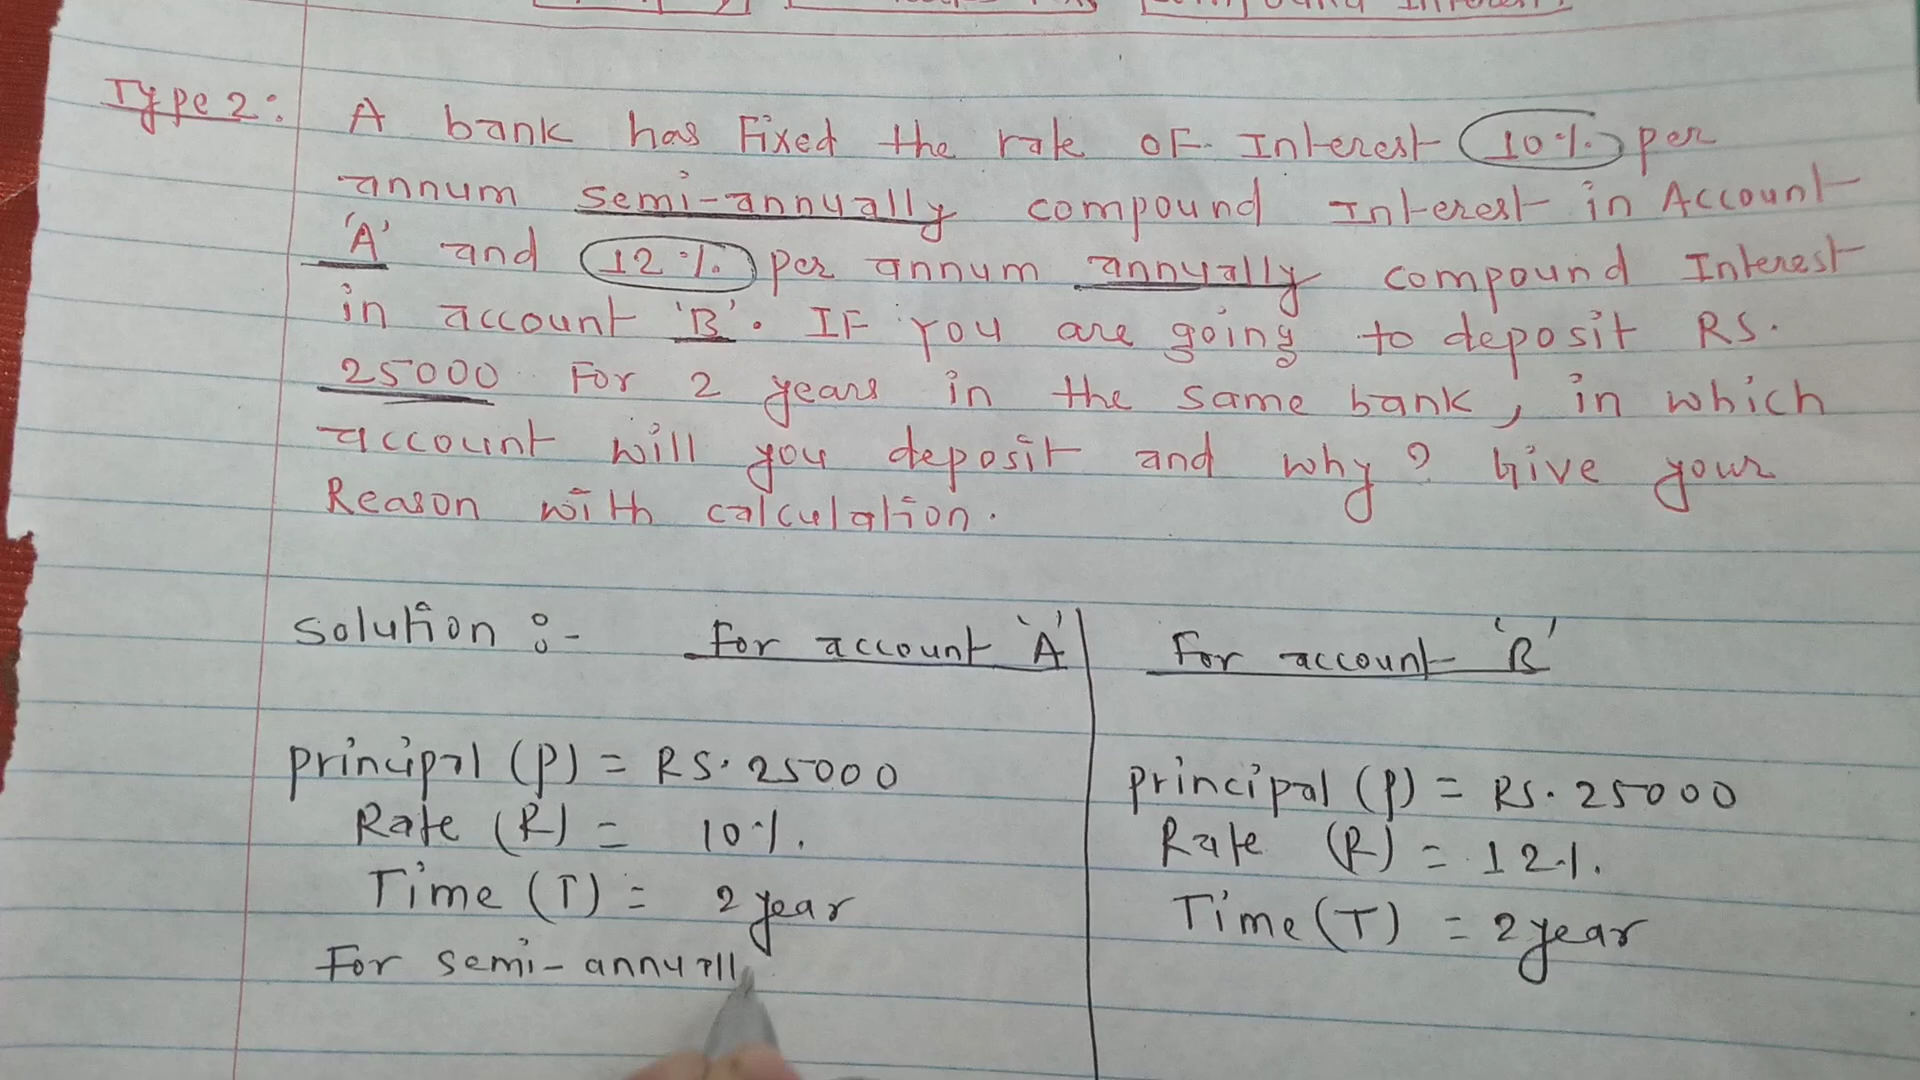 Type 2: A bank has Fixed the rate OF Interest 10% per
annum semi-annually compound Interest in Account
'A' and 12% per annum annually compound Interest
in account 'B'. IF you are going to deposit RS.
25000 For 2 years in the same bank, in which
account will you deposit and why? Give your
Reason with calculation.
Solution :- For account 'A' For account 'B'
principal (P) = RS. 25000 principal (P) = RS. 25000
Rate (R) = 10%. Rate (R) = 12%.
Time (T) = 2 year Time (T) = 2 year
For semi-annuall